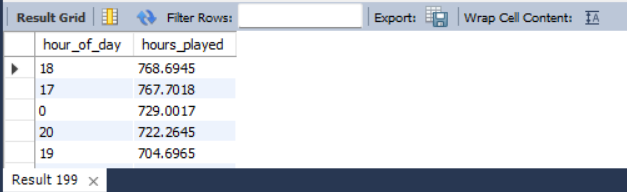 Result Grid Filter Rows: Export: Wrap Cell Content: IA
hour_of_day hours_played
18 768.6945
17 767.7018
0 729.0017
20 722.2645
19 704.6965
Result 199 ×